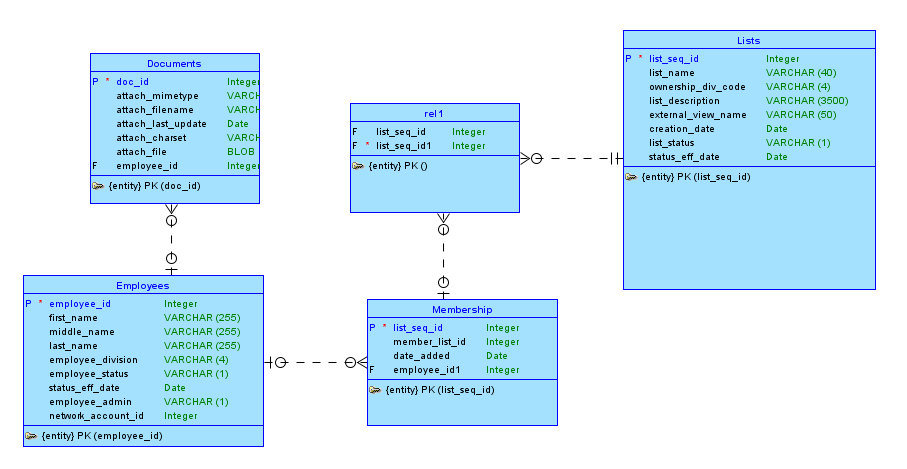 Documents
P * doc_id Integer
attach_mimetype VARCH
attach_filename VARCH
attach_last_update Date
attach_charset VARCH
attach_file BLOB
F employee_id Integer
{entity} PK (doc_id)
rel1
F list_seq_id Integer
F * list_seq_id1 Integer
{entity} PK ()
Lists
P * list_seq_id Integer
list_name VARCHAR (40)
ownership_div_code VARCHAR (4)
list_description VARCHAR (3500)
external_view_name VARCHAR (50)
creation_date Date
list_status VARCHAR (1)
status_eff_date Date
{entity} PK (list_seq_id)
Employees
P * employee_id Integer
first_name VARCHAR (255)
middle_name VARCHAR (255)
last_name VARCHAR (255)
employee_division VARCHAR (4)
employee_status VARCHAR (1)
status_eff_date Date
employee_admin VARCHAR (1)
network_account_id Integer
{entity} PK (employee_id)
Membership
P * list_seq_id Integer
member_list_id Integer
date_added Date
F employee_id1 Integer
{entity} PK (list_seq_id)